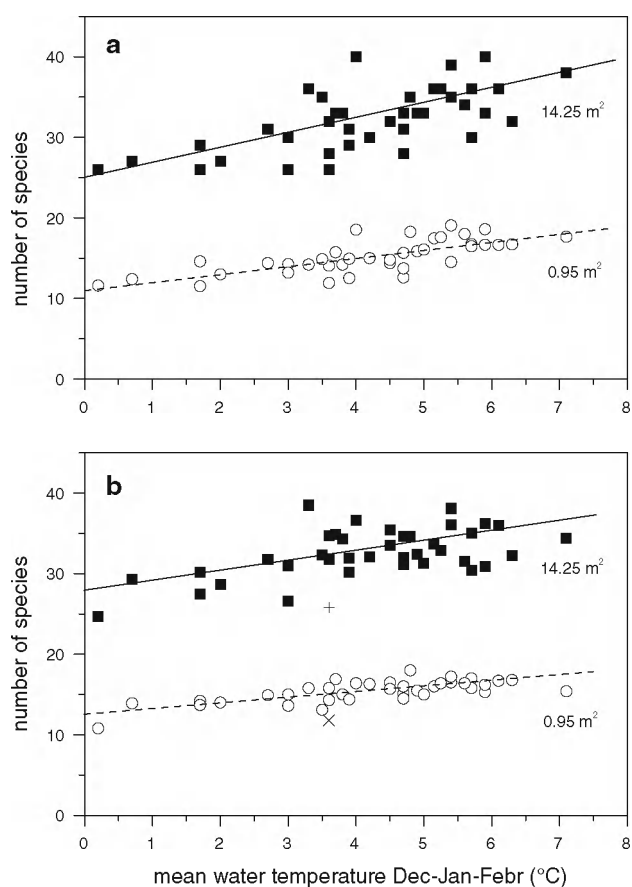 a
40
30
20
10
0
number of species
14.25 m²
0.95 m²
0 1 2 3 4 5 6 7 8
b
40
30
20
10
0
number of species
14.25 m²
0.95 m²
0 1 2 3 4 5 6 7 8
mean water temperature Dec-Jan-Febr (°C)